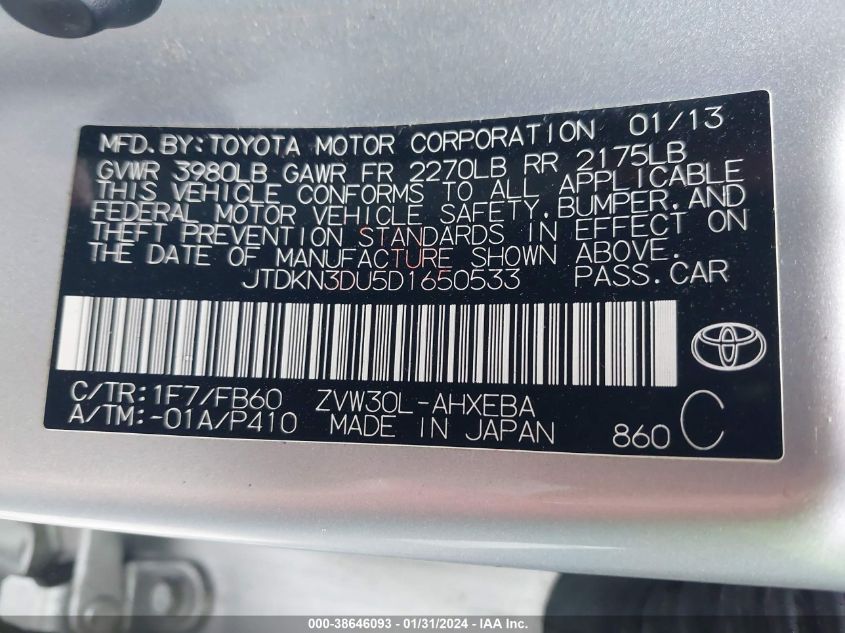 MFD. BY: TOYOTA MOTOR CORPORATION 01/13
GVWR 3980LB GAWR FR 2270LB RR 2175LB
THIS VEHICLE CONFORMS TO ALL APPLICABLE
FEDERAL MOTOR VEHICLE SAFETY, BUMPER, AND
THEFT PREVENTION STANDARDS IN EFFECT ON
THE DATE OF MANUFACTURE SHOWN ABOVE.
JTDKN3DU5D1650533 PASS. CAR
C/TR: 1F7/FB60 ZVW30L-AHXEBA
A/TM: -01A/P410 MADE IN JAPAN 860 C
000-38646093 - 01/31/2024 - IAA Inc.